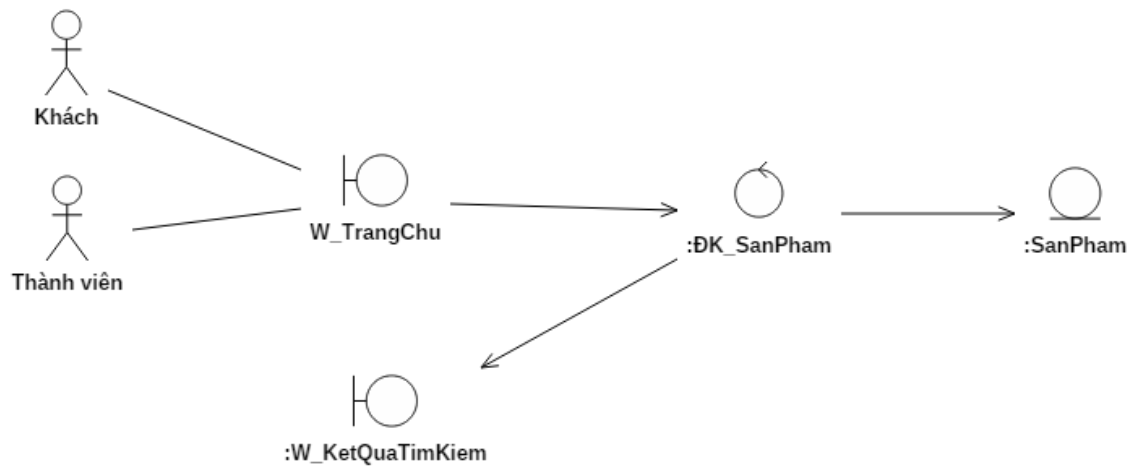 Khách
Thành viên
W_TrangChu
:ĐK_SanPham
:SanPham
:W_KetQuaTimKiem